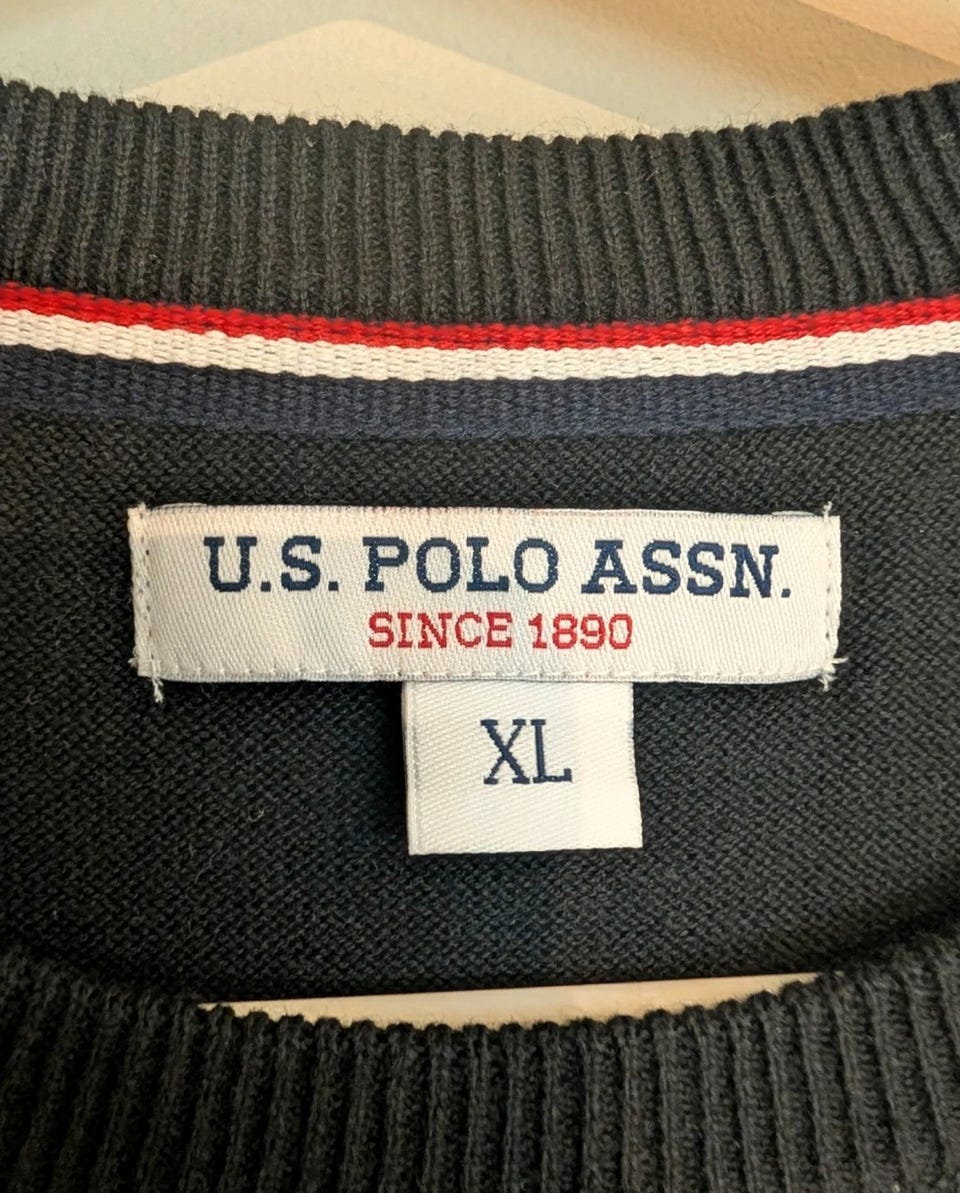 U.S. POLO ASSN.
SINCE 1890
XL